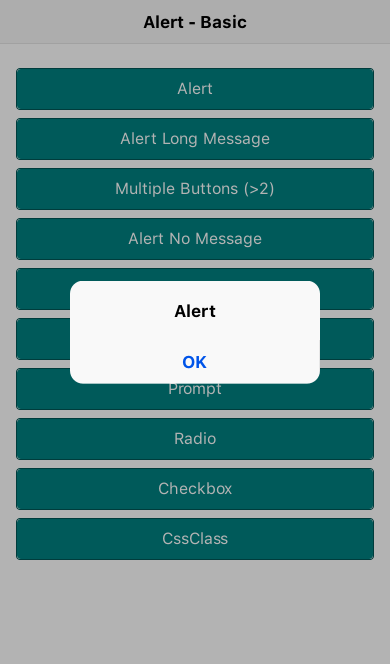 Alert - Basic
Alert
Alert Long Message
Multiple Buttons (>2)
Alert No Message
Alert
OK
Prompt
Radio
Checkbox
CssClass